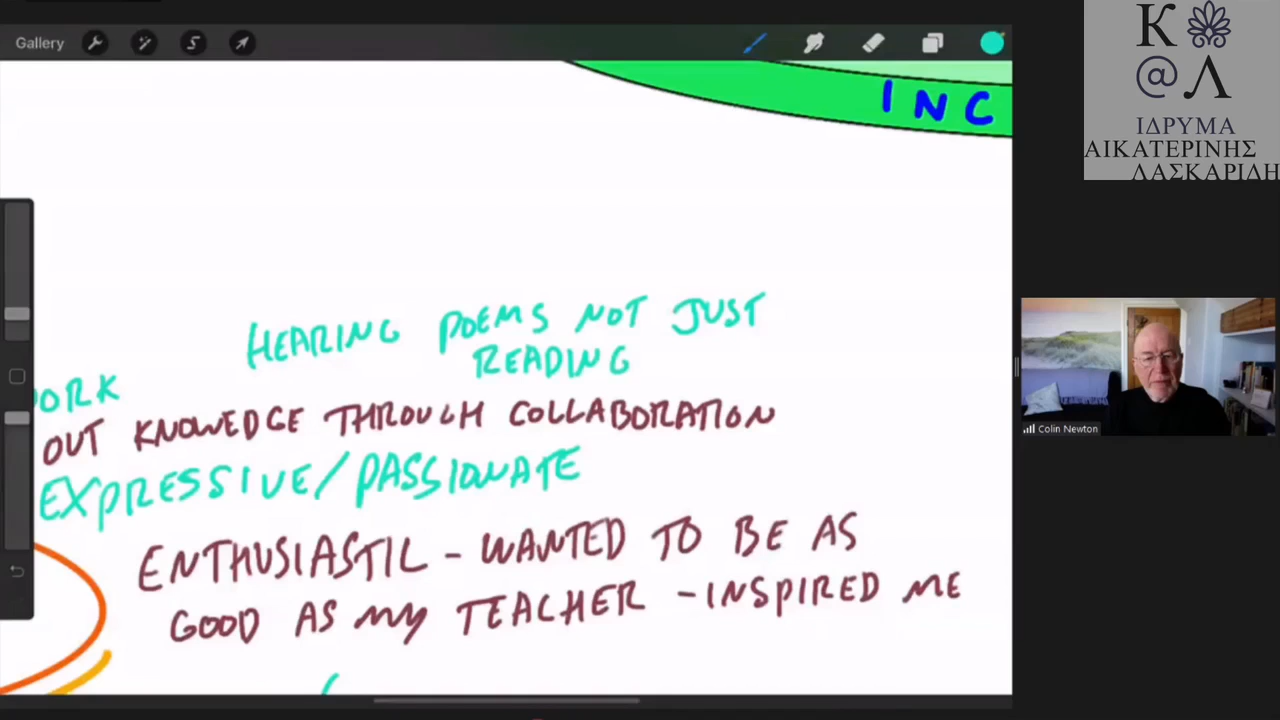 Gallery
K
@ Λ
ΙΔΡΥΜΑ
ΑΙΚΑΤΕΡΙΝΗΣ
ΛΑΣΚΑΡΙΔΗ
INC
HEARING POEMS NOT JUST
READING
ORK
OUT KNOWEDGE THROUGH COLLABORATION
EXPRESSIVE/PASSIONATE
ENTHUSIASTIC - WANTED TO BE AS
GOOD AS MY TEACHER - INSPIRED ME
Colin Newton